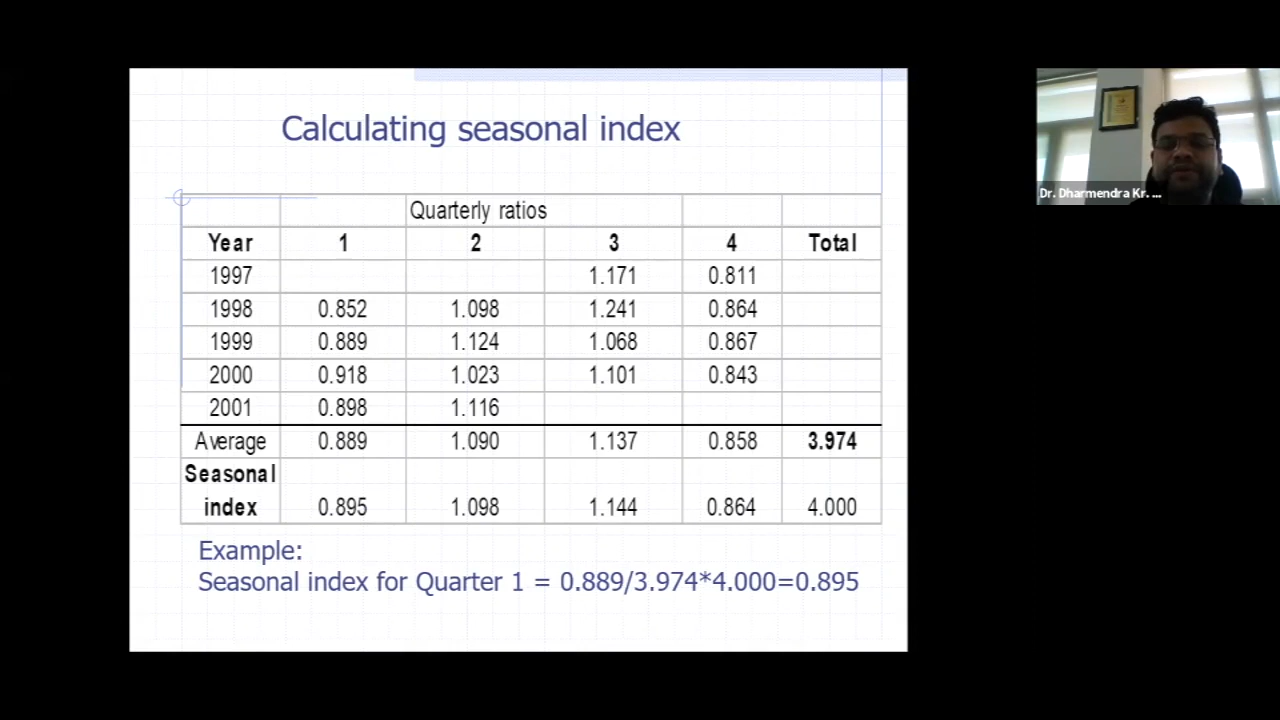 Calculating seasonal index
Quarterly ratios
Year 1 2 3 4 Total
1997 1.171 0.811
1998 0.852 1.098 1.241 0.864
1999 0.889 1.124 1.068 0.867
2000 0.918 1.023 1.101 0.843
2001 0.898 1.116
Average 0.889 1.090 1.137 0.858 3.974
Seasonal
index 0.895 1.098 1.144 0.864 4.000
Example:
Seasonal index for Quarter 1 = 0.889/3.974*4.000=0.895
Dr. Dharmendra Kr. ...